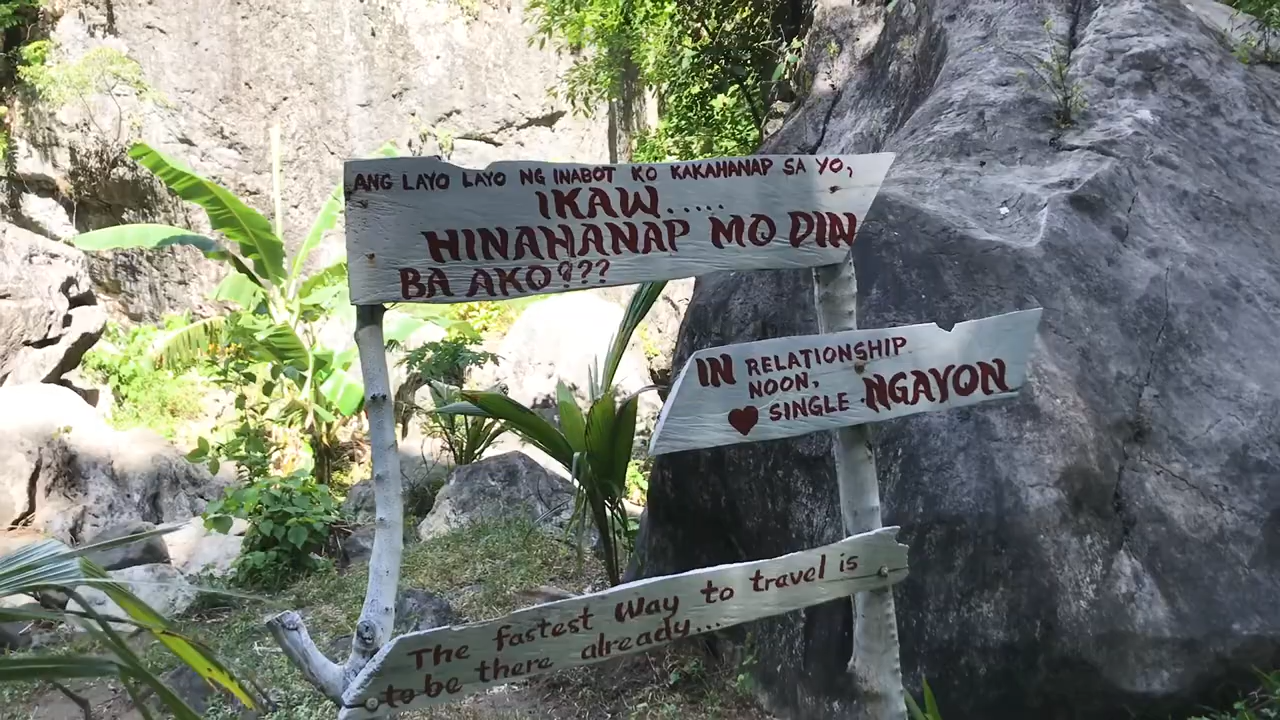 ANG LAYO LAYO NG INABOT KO KAKAHANAP SA YO,
IKAW.....
HINAHANAP MO DIN
BA AKO???
IN RELATIONSHIP
NOON,
SINGLE NGAYON
The fastest Way to travel is
to be there already...